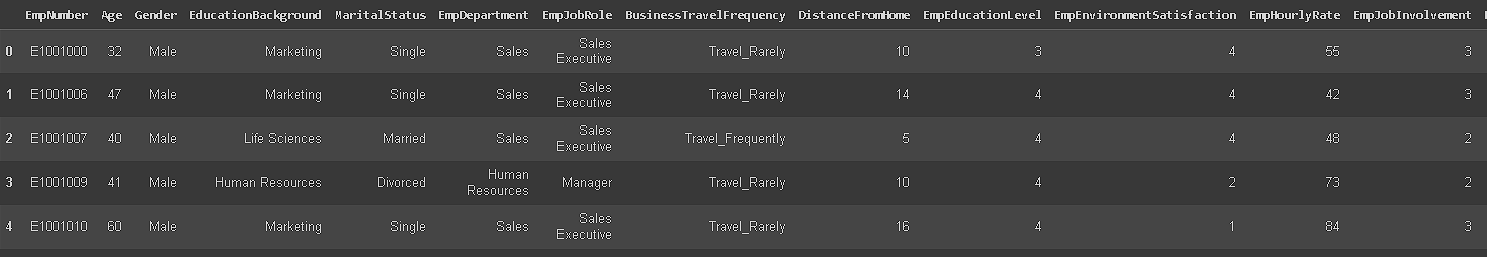 EmpNumber Age Gender EducationBackground MaritalStatus EmpDepartment EmpJobRole BusinessTravelFrequency DistanceFromHome EmpEducationLevel EmpEnvironmentSatisfaction EmpHourlyRate EmpJobInvolvement
0 E1001000 32 Male Marketing Single Sales Sales Executive Travel_Rarely 10 3 4 55 3
1 E1001006 47 Male Marketing Single Sales Sales Executive Travel_Rarely 14 4 4 42 3
2 E1001007 40 Male Life Sciences Married Sales Sales Executive Travel_Frequently 5 4 4 48 2
3 E1001009 41 Male Human Resources Divorced Human Resources Manager Travel_Rarely 10 4 2 73 2
4 E1001010 60 Male Marketing Single Sales Sales Executive Travel_Rarely 16 4 1 84 3